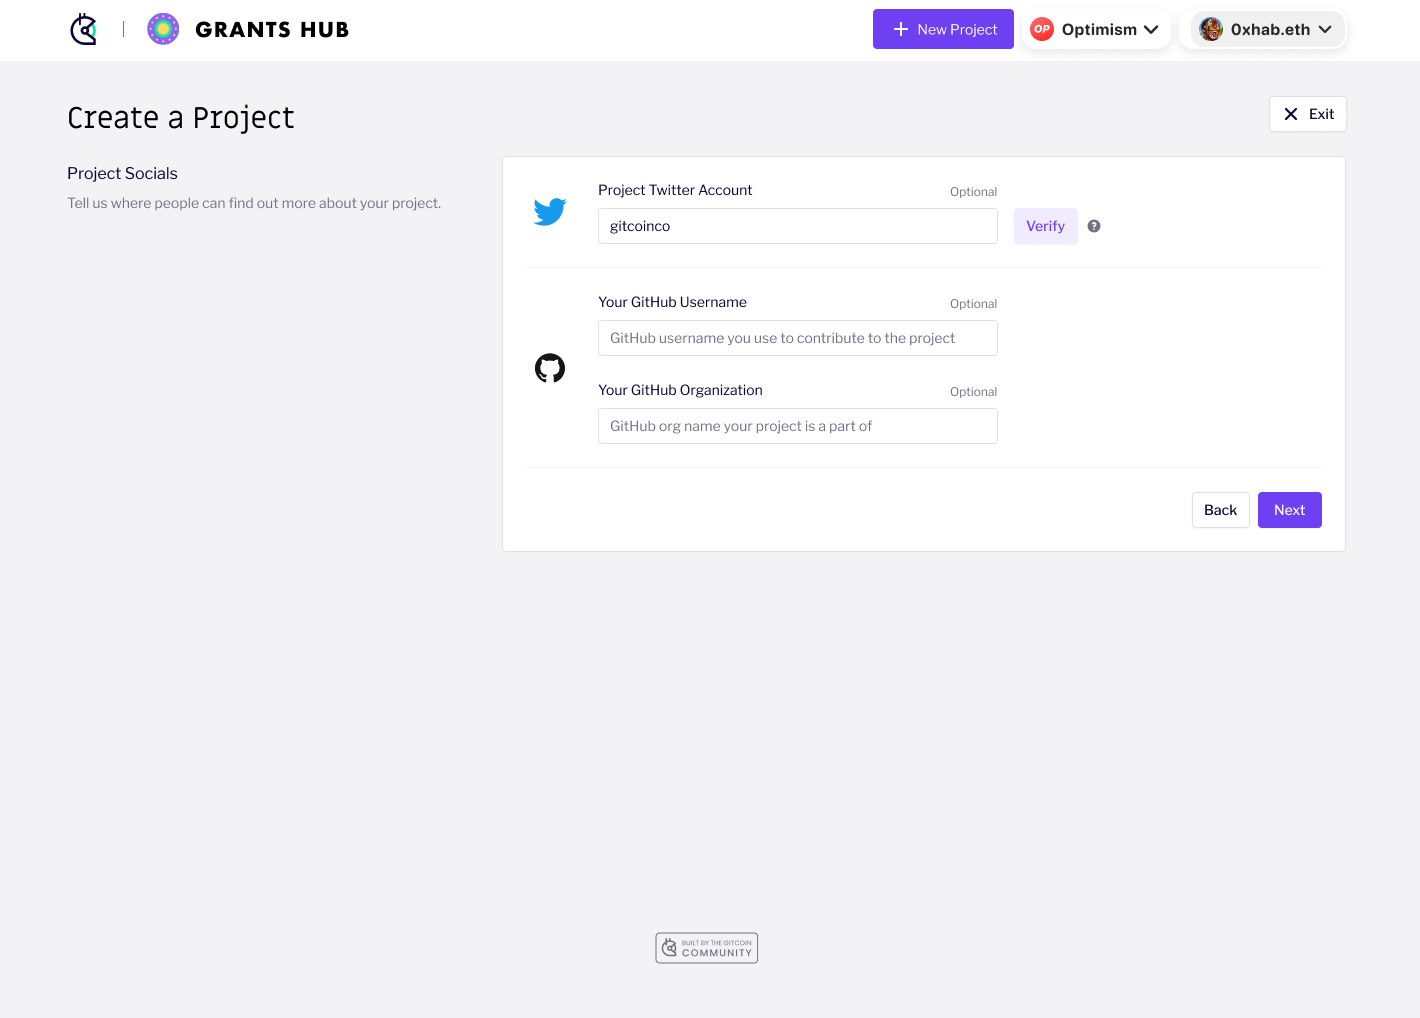 GRANTS HUB
New Project
OP Optimism
0xhab.eth
Create a Project
Exit
Project Socials
Tell us where people can find out more about your project.
Project Twitter Account
Optional
gitcoinco
Verify
?
Your GitHub Username
Optional
GitHub username you use to contribute to the project
Your GitHub Organization
Optional
GitHub org name your project is a part of
Back
Next
BUILT BY THE GITCOIN
COMMUNITY